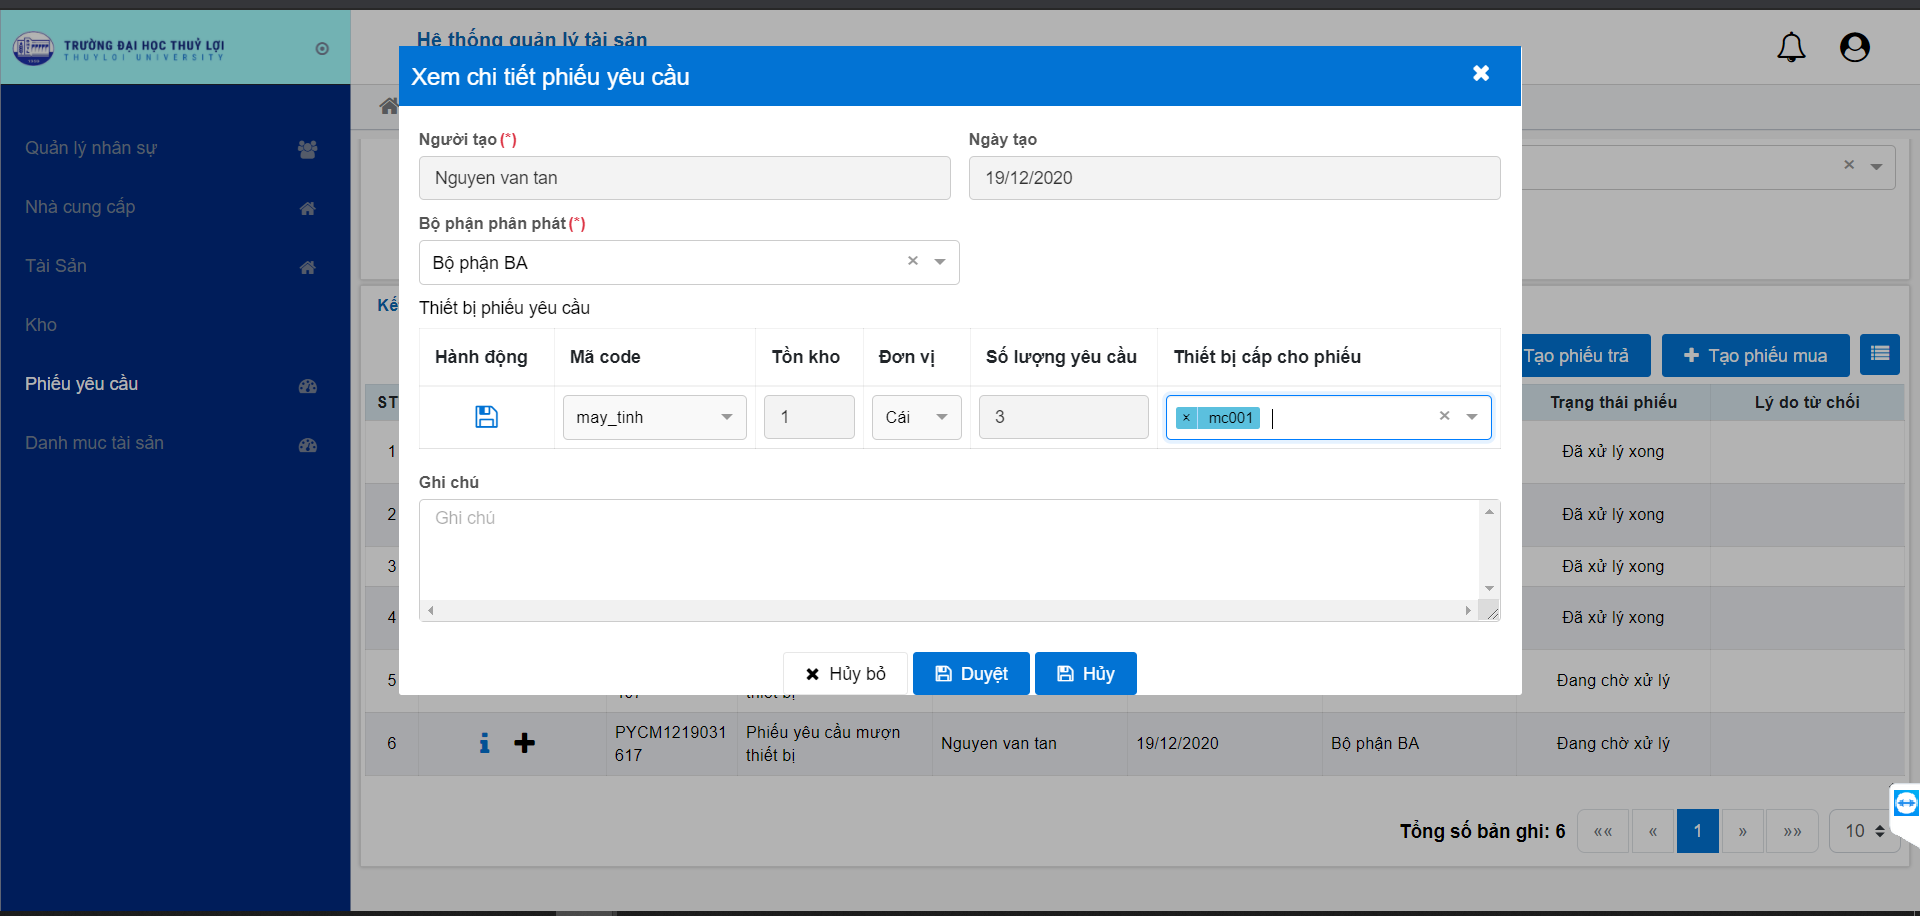 TRƯỜNG ĐẠI HỌC THUỶ LỢI
THUYLOI UNIVERSITY
Hệ thống quản lý tài sản
Xem chi tiết phiếu yêu cầu
Quản lý nhân sự
Nhà cung cấp
Tài Sản
Kho
Phiếu yêu cầu
Danh muc tài sản
Người tạo (*)
Ngày tạo
Nguyen van tan
19/12/2020
Bộ phận phân phát (*)
Bộ phận BA
Thiết bị phiếu yêu cầu
Hành động Mã code Tồn kho Đơn vị Số lượng yêu cầu Thiết bị cấp cho phiếu
may_tinh 1 Cái 3 × mc001
Ghi chú
Ghi chú
Hủy bỏ Duyệt Hủy
Tạo phiếu trả Tạo phiếu mua
ST Trạng thái phiếu Lý do từ chối
1 Đã xử lý xong
2 Đã xử lý xong
3 Đã xử lý xong
4 Đã xử lý xong
5 Đang chờ xử lý
6 PYCM1219031 Phiếu yêu cầu mượn Nguyen van tan 19/12/2020 Bộ phận BA Đang chờ xử lý
617 thiết bị
Tổng số bản ghi: 6 «« « 1 » »» 10